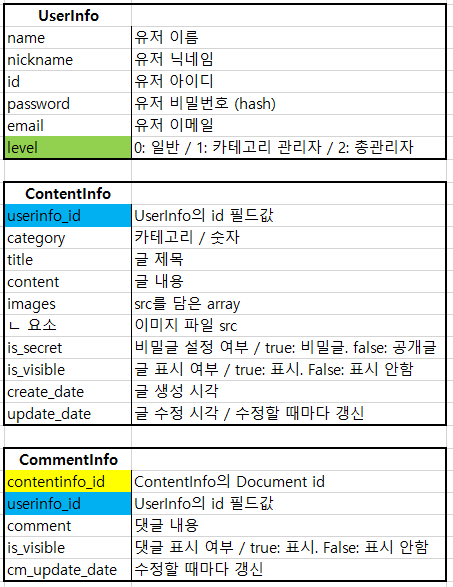 UserInfo
name 유저 이름
nickname 유저 닉네임
id 유저 아이디
password 유저 비밀번호 (hash)
email 유저 이메일
level 0: 일반 / 1: 카테고리 관리자 / 2: 총관리자
ContentInfo
userinfo_id UserInfo의 id 필드값
category 카테고리 / 숫자
title 글 제목
content 글 내용
images src를 담은 array
ㄴ 요소 이미지 파일 src
is_secret 비밀글 설정 여부 / true: 비밀글. false: 공개글
is_visible 글 표시 여부 / true: 표시. False: 표시 안함
create_date 글 생성 시각
update_date 글 수정 시각 / 수정할 때마다 갱신
CommentInfo
contentinfo_id ContentInfo의 Document id
userinfo_id UserInfo의 id 필드값
comment 댓글 내용
is_visible 댓글 표시 여부 / true: 표시. False: 표시 안함
cm_update_date 수정할 때마다 갱신